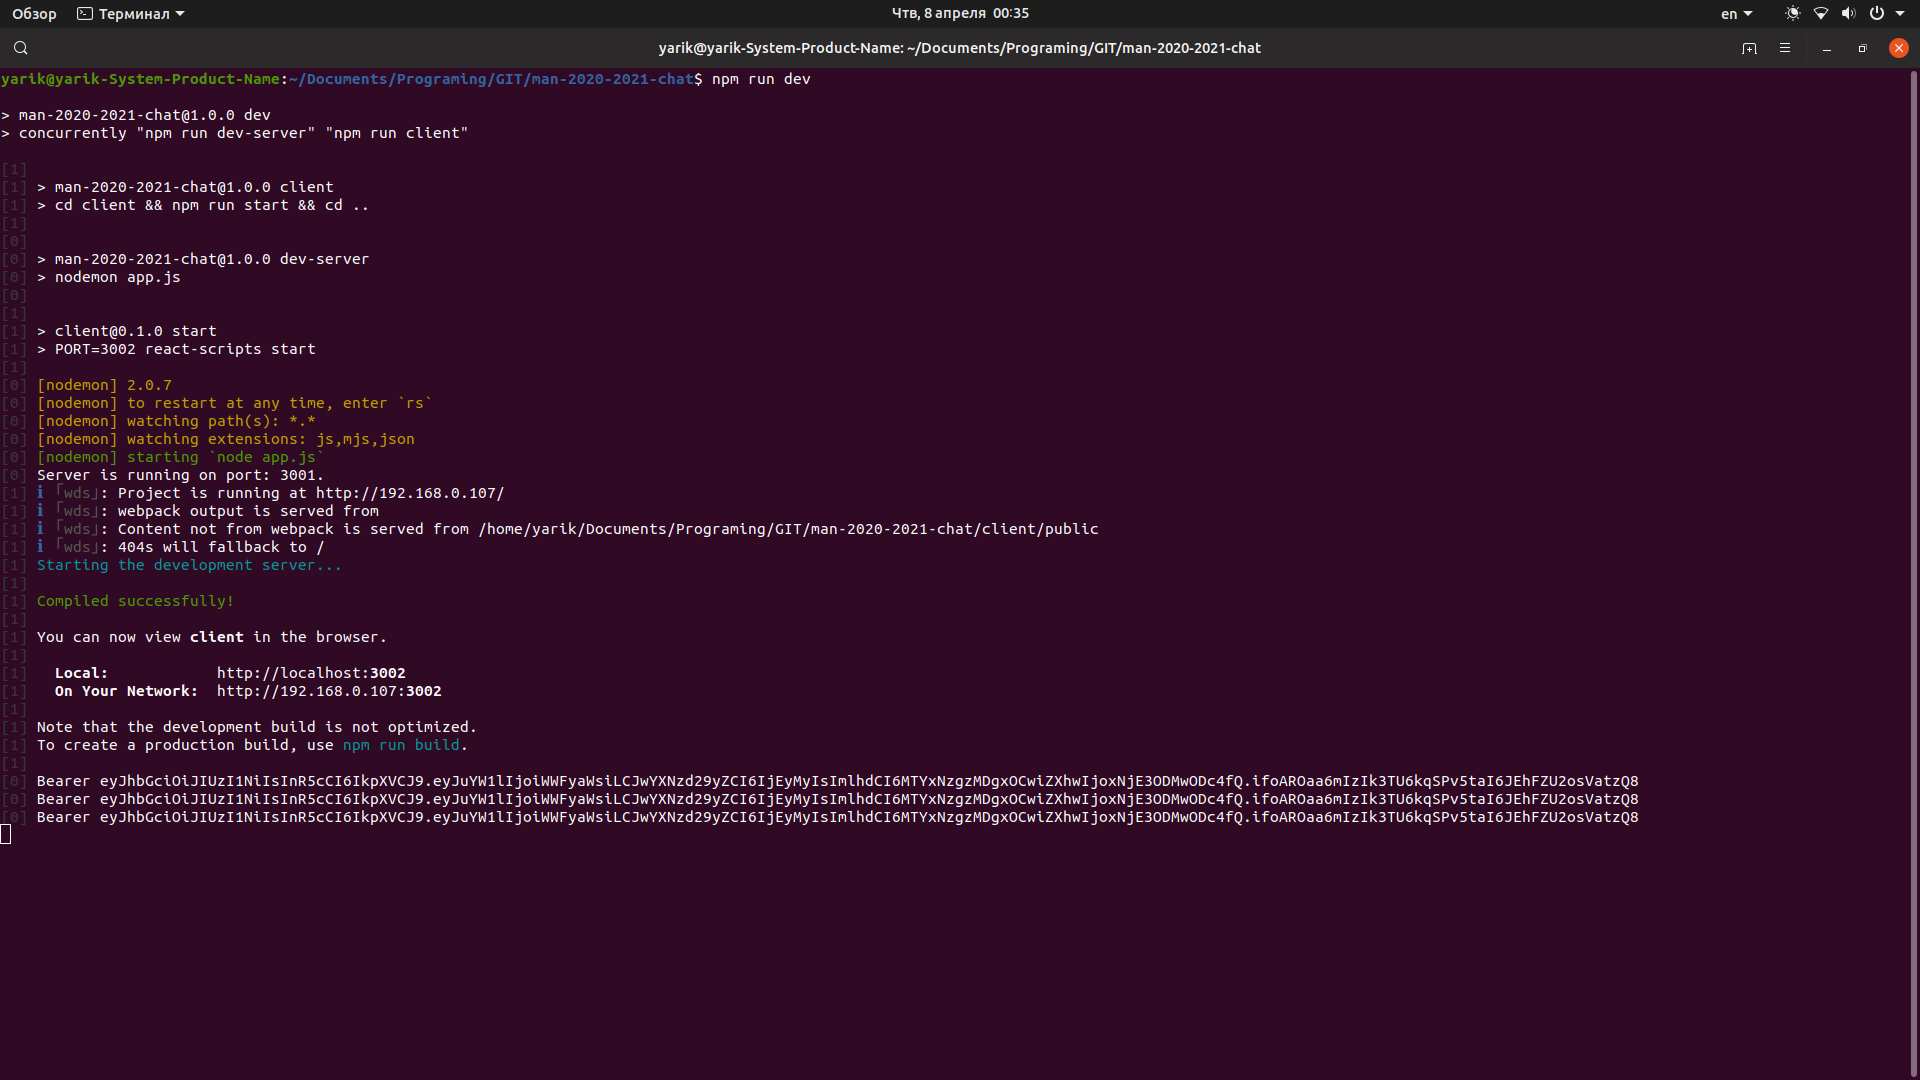 Обзор Терминал Чтв, 8 апреля 00:35 en
yarik@yarik-System-Product-Name: ~/Documents/Programing/GIT/man-2020-2021-chat
yarik@yarik-System-Product-Name:~/Documents/Programing/GIT/man-2020-2021-chat$ npm run dev
> man-2020-2021-chat@1.0.0 dev
> concurrently "npm run dev-server" "npm run client"
[1]
[1] > man-2020-2021-chat@1.0.0 client
[1] > cd client && npm run start && cd ..
[1]
[0]
[0] > man-2020-2021-chat@1.0.0 dev-server
[0] > nodemon app.js
[0]
[1]
[1] > client@0.1.0 start
[1] > PORT=3002 react-scripts start
[1]
[0] [nodemon] 2.0.7
[0] [nodemon] to restart at any time, enter `rs`
[0] [nodemon] watching path(s): *.*
[0] [nodemon] watching extensions: js,mjs,json
[0] [nodemon] starting `node app.js`
[0] Server is running on port: 3001.
[1] ℹ ｢wds｣: Project is running at http://192.168.0.107/
[1] ℹ ｢wds｣: webpack output is served from
[1] ℹ ｢wds｣: Content not from webpack is served from /home/yarik/Documents/Programing/GIT/man-2020-2021-chat/client/public
[1] ℹ ｢wds｣: 404s will fallback to /
[1] Starting the development server...
[1]
[1] Compiled successfully!
[1]
[1] You can now view client in the browser.
[1]
[1]   Local:            http://localhost:3002
[1]   On Your Network:  http://192.168.0.107:3002
[1]
[1] Note that the development build is not optimized.
[1] To create a production build, use npm run build.
[1]
[0] Bearer eyJhbGciOiJIUzI1NiIsInR5cCI6IkpXVCJ9.eyJuYW1lIjoiWWFyaWsiLCJwYXNzd29yZCI6IjEyMyIsImlhdCI6MTYxNzgzMDgxOCwiZXhwIjoxNjE3ODMwODc4fQ.ifoAROaa6mIzIk3TU6kqSPv5taI6JEhFZU2osVatzQ8
[0] Bearer eyJhbGciOiJIUzI1NiIsInR5cCI6IkpXVCJ9.eyJuYW1lIjoiWWFyaWsiLCJwYXNzd29yZCI6IjEyMyIsImlhdCI6MTYxNzgzMDgxOCwiZXhwIjoxNjE3ODMwODc4fQ.ifoAROaa6mIzIk3TU6kqSPv5taI6JEhFZU2osVatzQ8
[0] Bearer eyJhbGciOiJIUzI1NiIsInR5cCI6IkpXVCJ9.eyJuYW1lIjoiWWFyaWsiLCJwYXNzd29yZCI6IjEyMyIsImlhdCI6MTYxNzgzMDgxOCwiZXhwIjoxNjE3ODMwODc4fQ.ifoAROaa6mIzIk3TU6kqSPv5taI6JEhFZU2osVatzQ8